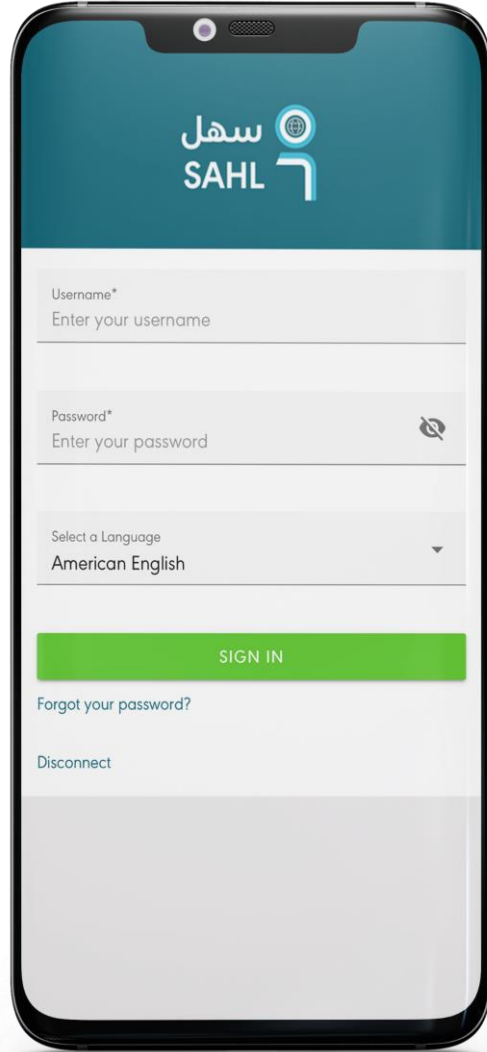 سهل
SAHL
Username*
Enter your username
Password*
Enter your password
Select a Language
American English
SIGN IN
Forgot your password?
Disconnect